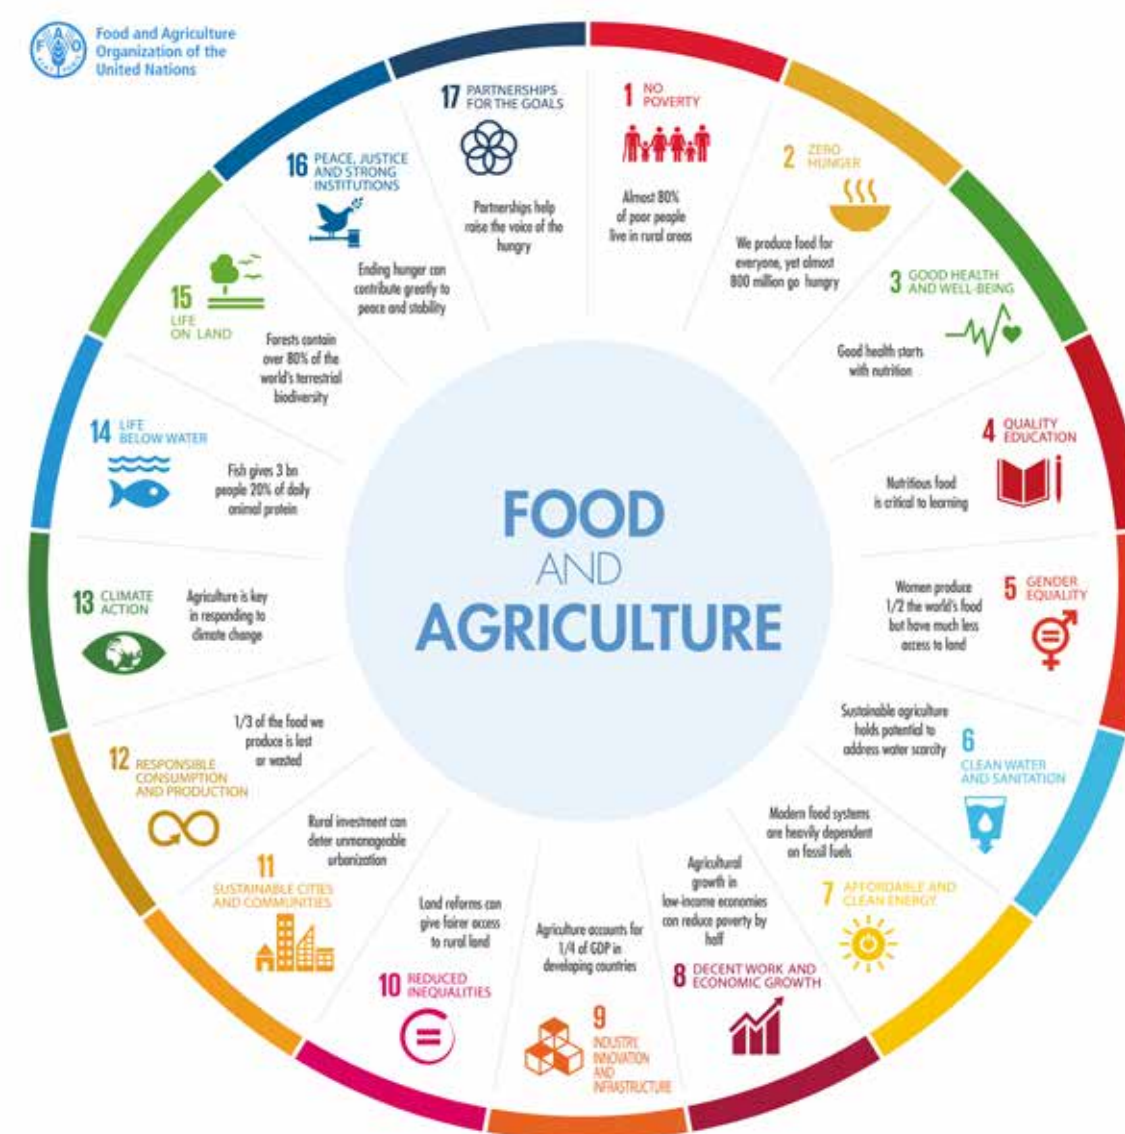 Food and Agriculture
Organization of the
United Nations
1 NO
POVERTY
Almost 80%
of poor people
live in rural areas
2 ZERO
HUNGER
We produce food for
everyone, yet almost
800 million go hungry
3 GOOD HEALTH
AND WELL-BEING
Good health starts
with nutrition
4 QUALITY
EDUCATION
Nutritious food
is critical to learning
5 GENDER
EQUALITY
Women produce
1/2 the world's food
but have much less
access to land
6
CLEAN WATER
AND SANITATION
Sustainable agriculture
holds potential to
address water scarcity
7 AFFORDABLE AND
CLEAN ENERGY
Modern food systems
are heavily dependent
on fossil fuels
8 DECENT WORK AND
ECONOMIC GROWTH
Agricultural
growth in
low-income economies
can reduce poverty by
half
9
INDUSTRY,
INNOVATION
AND
INFRASTRUCTURE
Agriculture accounts for
1/4 of GDP in
developing countries
10 REDUCED
INEQUALITIES
Land reforms can
give fairer access
to rural land
11
SUSTAINABLE CITIES
AND COMMUNITIES
Rural investment can
deter unmanageable
urbanization
12 RESPONSIBLE
CONSUMPTION
AND PRODUCTION
1/3 of the food we
produce is lost
or wasted
13 CLIMATE
ACTION
Agriculture is key
in responding to
climate change
14 LIFE
BELOW WATER
Fish gives 3 bn
people 20% of daily
animal protein
15
LIFE
ON LAND
Forests contain
over 80% of the
world's terrestrial
biodiversity
16 PEACE, JUSTICE
AND STRONG
INSTITUTIONS
Ending hunger can
contribute greatly to
peace and stability
17 PARTNERSHIPS
FOR THE GOALS
Partnerships help
raise the voice of the
hungry
FOOD
AND
AGRICULTURE